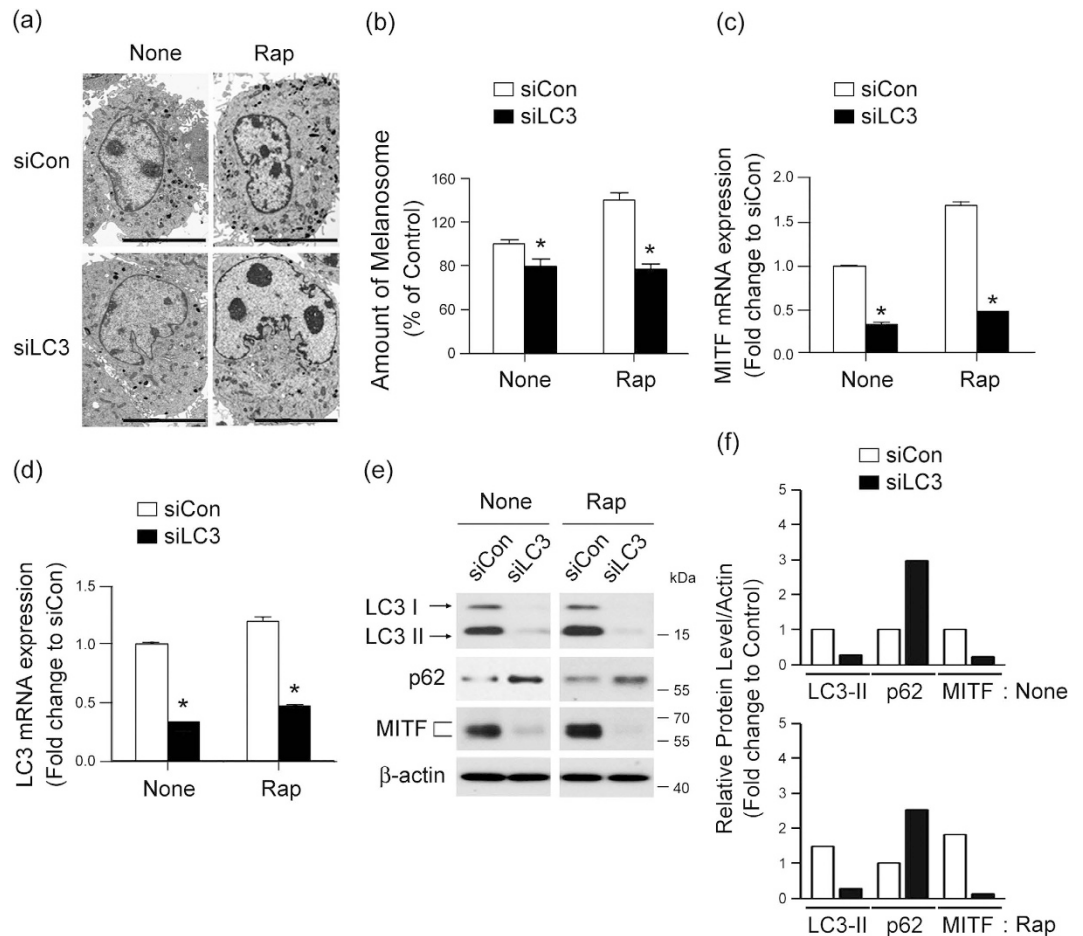 (a)
None Rap
siCon
siLC3
(b)
siCon
siLC3
Amount of Melanosome
(% of Control)
140
160
80
60
0
None Rap
*
*
(c)
siCon
siLC3
MITF mRNA expression
(Fold change to siCon)
2.0
1.5
1.0
0.5
0.0
None Rap
*
*
(d)
siCon
siLC3
LC3 mRNA expression
(Fold change to siCon)
1.5
1.0
0.5
0.0
None Rap
*
*
(e)
None Rap
siCon siLC3 siCon siLC3
kDa
LC3 I
LC3 II
15
p62
55
MITF
70
55
β-actin
40
(f)
siCon
siLC3
Relative Protein Level/Actin
(Fold change to Control)
5
4
3
2
1
0
LC3-II p62 MITF : None
5
4
3
2
1
0
LC3-II p62 MITF : Rap